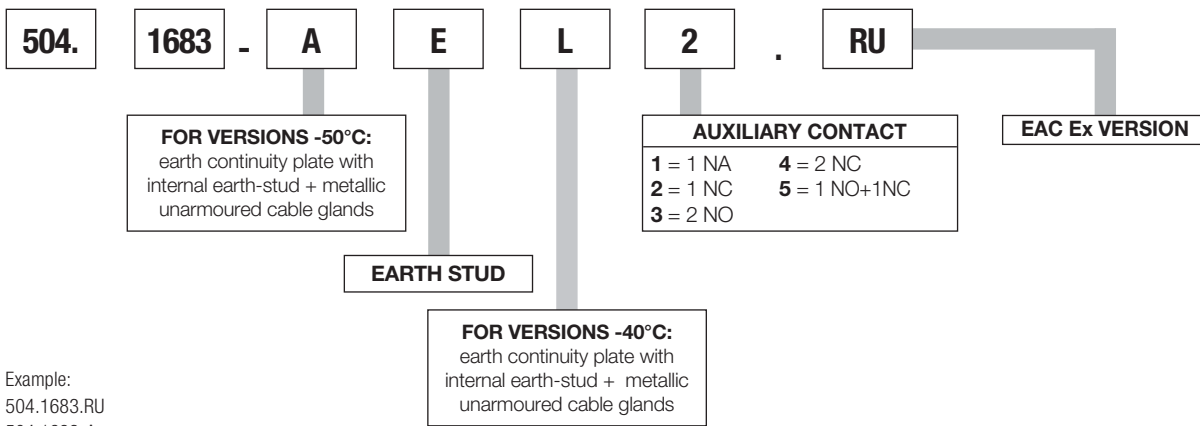 504. 1683 - A E L 2 . RU
FOR VERSIONS -50°C:
earth continuity plate with
internal earth-stud + metallic
unarmoured cable glands
AUXILIARY CONTACT
1 = 1 NA 4 = 2 NC
2 = 1 NC 5 = 1 NO+1NC
3 = 2 NO
EAC Ex VERSION
EARTH STUD
FOR VERSIONS -40°C:
earth continuity plate with
internal earth-stud + metallic
unarmoured cable glands
Example:
504.1683.RU